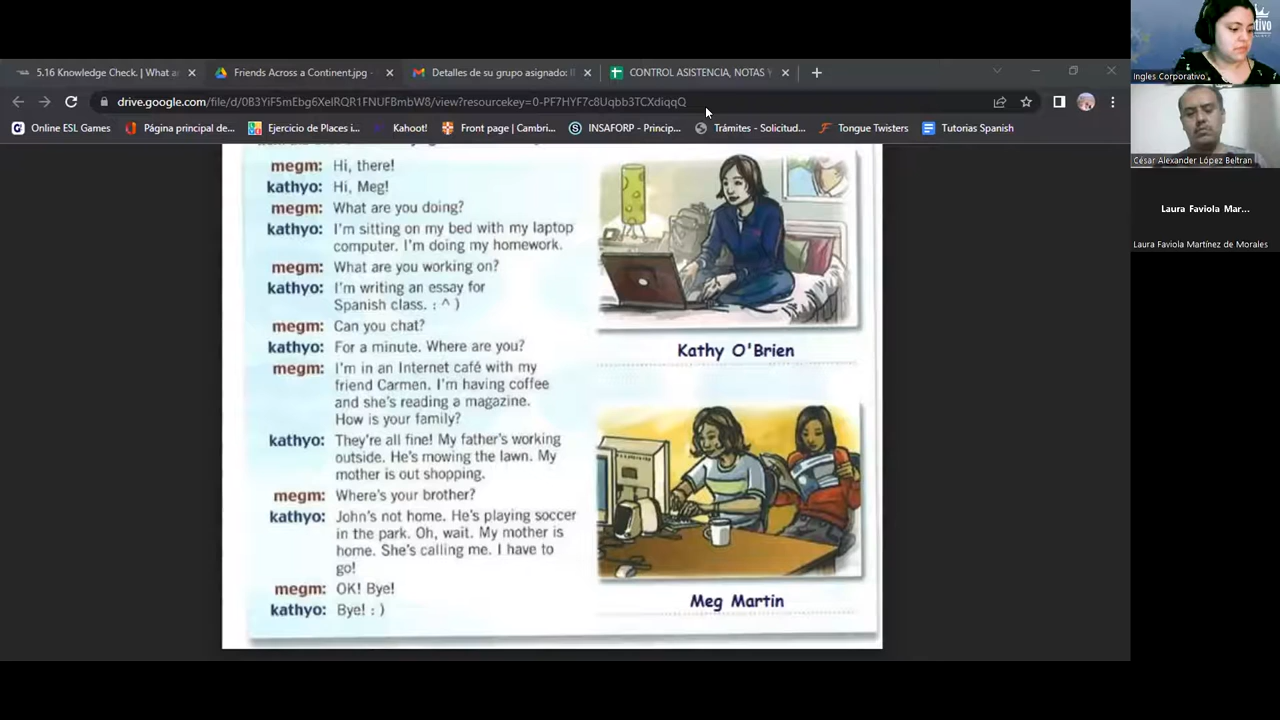 tivo
Ingles Corporativo
César Alexander López Beltran
Laura Faviola Mar...
Laura Faviola Martínez de Morales
5.16 Knowledge Check. | What ar
Friends Across a Continent.jpg -
Detalles de su grupo asignado: II
CONTROL ASISTENCIA, NOTAS Y
drive.google.com/file/d/0B3YiF5mEbg6XelRQR1FNUFBmbW8/view?resourcekey=0-PF7HYF7c8Uqbb3TCXdiqqQ
Online ESL Games
Página principal de...
Ejercicio de Places i...
Kahoot!
Front page | Cambri...
INSAFORP - Princip...
Trámites - Solicitud...
Tongue Twisters
Tutorias Spanish
megm: Hi, there!
kathyo: Hi, Meg!
megm: What are you doing?
kathyo: I'm sitting on my bed with my laptop
computer. I'm doing my homework.
megm: What are you working on?
kathyo: I'm writing an essay for
Spanish class. : ^ )
megm: Can you chat?
kathyo: For a minute. Where are you?
megm: I'm in an Internet café with my
friend Carmen. I'm having coffee
and she's reading a magazine.
How is your family?
kathyo: They're all fine! My father's working
outside. He's mowing the lawn. My
mother is out shopping.
megm: Where's your brother?
kathyo: John's not home. He's playing soccer
in the park. Oh, wait. My mother is
home. She's calling me. I have to
go!
megm: OK! Bye!
kathyo: Bye! : )
Kathy O'Brien
Meg Martin